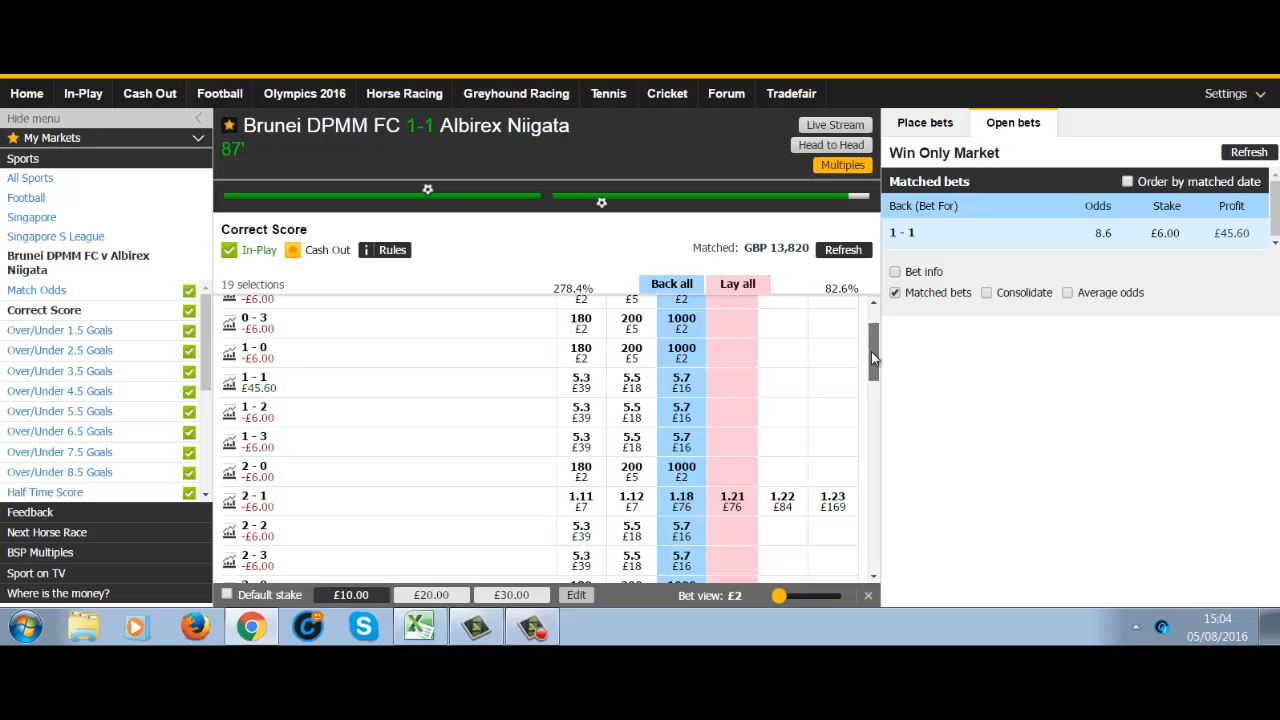 Home In-Play Cash Out Football Olympics 2016 Horse Racing Greyhound Racing Tennis Cricket Forum Tradefair Settings
Hide menu
My Markets
Sports
All Sports
Football
Singapore
Singapore S League
Brunei DPMM FC v Albirex
Niigata
Match Odds
Correct Score
Over/Under 1.5 Goals
Over/Under 2.5 Goals
Over/Under 3.5 Goals
Over/Under 4.5 Goals
Over/Under 5.5 Goals
Over/Under 6.5 Goals
Over/Under 7.5 Goals
Over/Under 8.5 Goals
Half Time Score
Feedback
Next Horse Race
BSP Multiples
Sport on TV
Where is the money?
Brunei DPMM FC 1-1 Albirex Niigata
87'
Live Stream
Head to Head
Multiples
Correct Score
In-Play Cash Out i Rules Matched: GBP 13,820 Refresh
19 selections 278.4% Back all Lay all 82.6%
-£6.00 £2 £5 £2
0 - 3 180 200 1000
-£6.00 £2 £5 £2
1 - 0 180 200 1000
-£6.00 £2 £5 £2
1 - 1 5.3 5.5 5.7
£45.60 £39 £18 £16
1 - 2 5.3 5.5 5.7
-£6.00 £39 £18 £16
1 - 3 5.3 5.5 5.7
-£6.00 £39 £18 £16
2 - 0 180 200 1000
-£6.00 £2 £5 £2
2 - 1 1.11 1.12 1.18 1.21 1.22 1.23
-£6.00 £7 £7 £76 £76 £84 £169
2 - 2 5.3 5.5 5.7
-£6.00 £39 £18 £16
2 - 3 5.3 5.5 5.7
-£6.00 £39 £18 £16
Default stake £10.00 £20.00 £30.00 Edit Bet view: £2
Place bets Open bets
Win Only Market Refresh
Matched bets Order by matched date
Back (Bet For) Odds Stake Profit
1 - 1 8.6 £6.00 £45.60
Bet info
Matched bets Consolidate Average odds
15:04
05/08/2016